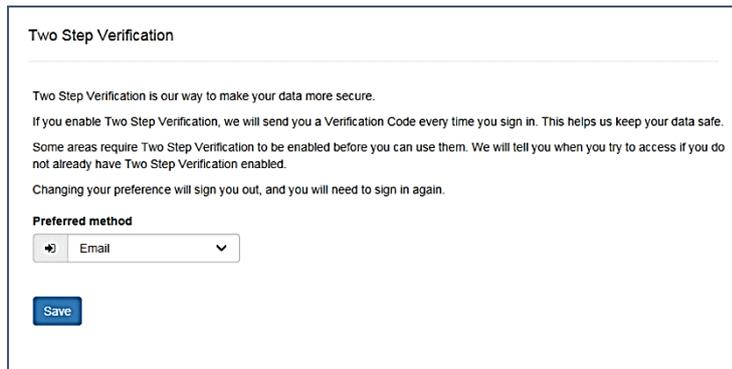 Two Step Verification
Two Step Verification is our way to make your data more secure.
If you enable Two Step Verification, we will send you a Verification Code every time you sign in. This helps us keep your data safe.
Some areas require Two Step Verification to be enabled before you can use them. We will tell you when you try to access if you do
not already have Two Step Verification enabled.
Changing your preference will sign you out, and you will need to sign in again.
Preferred method
Email
Save